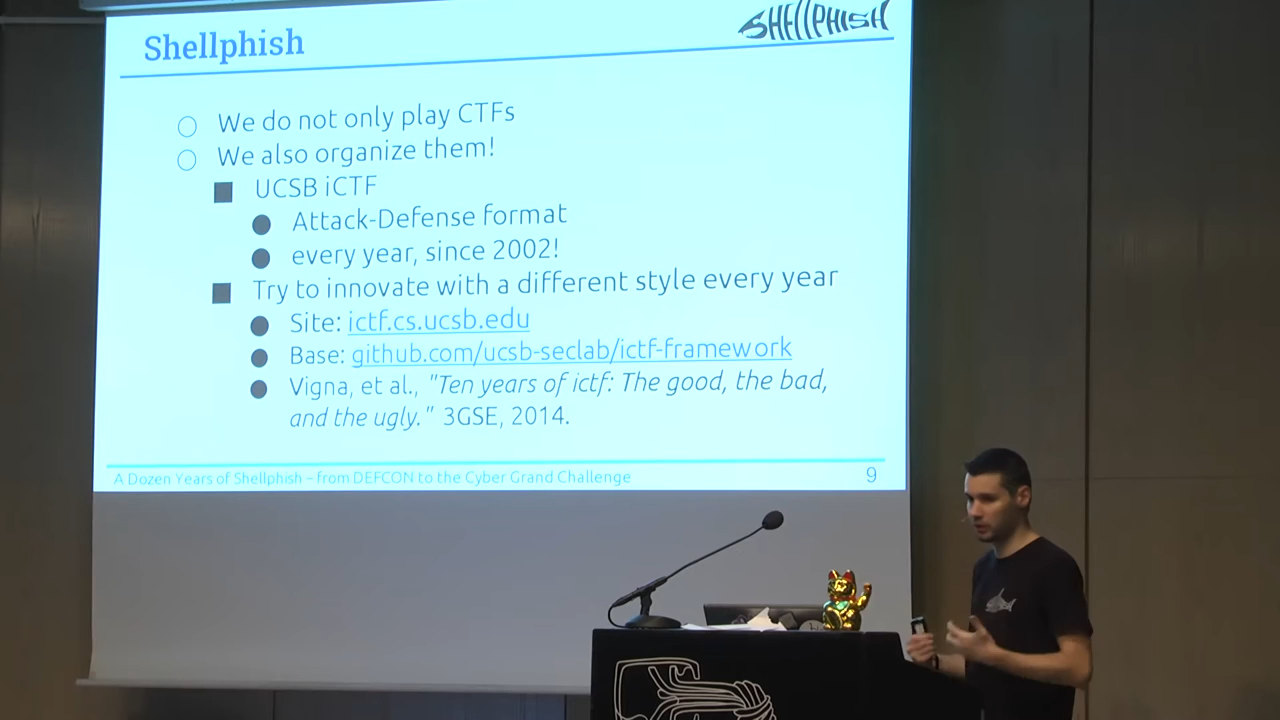 Shellphish
SHELLPHISH
We do not only play CTFs
We also organize them!
UCSB iCTF
Attack-Defense format
every year, since 2002!
Try to innovate with a different style every year
Site: ictf.cs.ucsb.edu
Base: github.com/ucsb-seclab/ictf-framework
Vigna, et al., "Ten years of ictf: The good, the bad,
and the ugly." 3GSE, 2014.
A Dozen Years of Shellphish – from DEFCON to the Cyber Grand Challenge
9